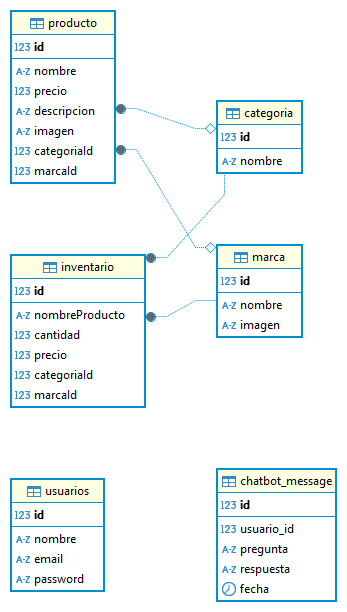 producto
123 id
A-Z nombre
123 precio
A-Z descripcion
A-Z imagen
123 categoriaId
123 marcaId
categoria
123 id
A-Z nombre
inventario
123 id
A-Z nombreProducto
123 cantidad
123 precio
123 categoriaId
123 marcaId
marca
123 id
A-Z nombre
A-Z imagen
usuarios
123 id
A-Z nombre
A-Z email
A-Z password
chatbot_message
123 id
123 usuario_id
A-Z pregunta
A-Z respuesta
fecha